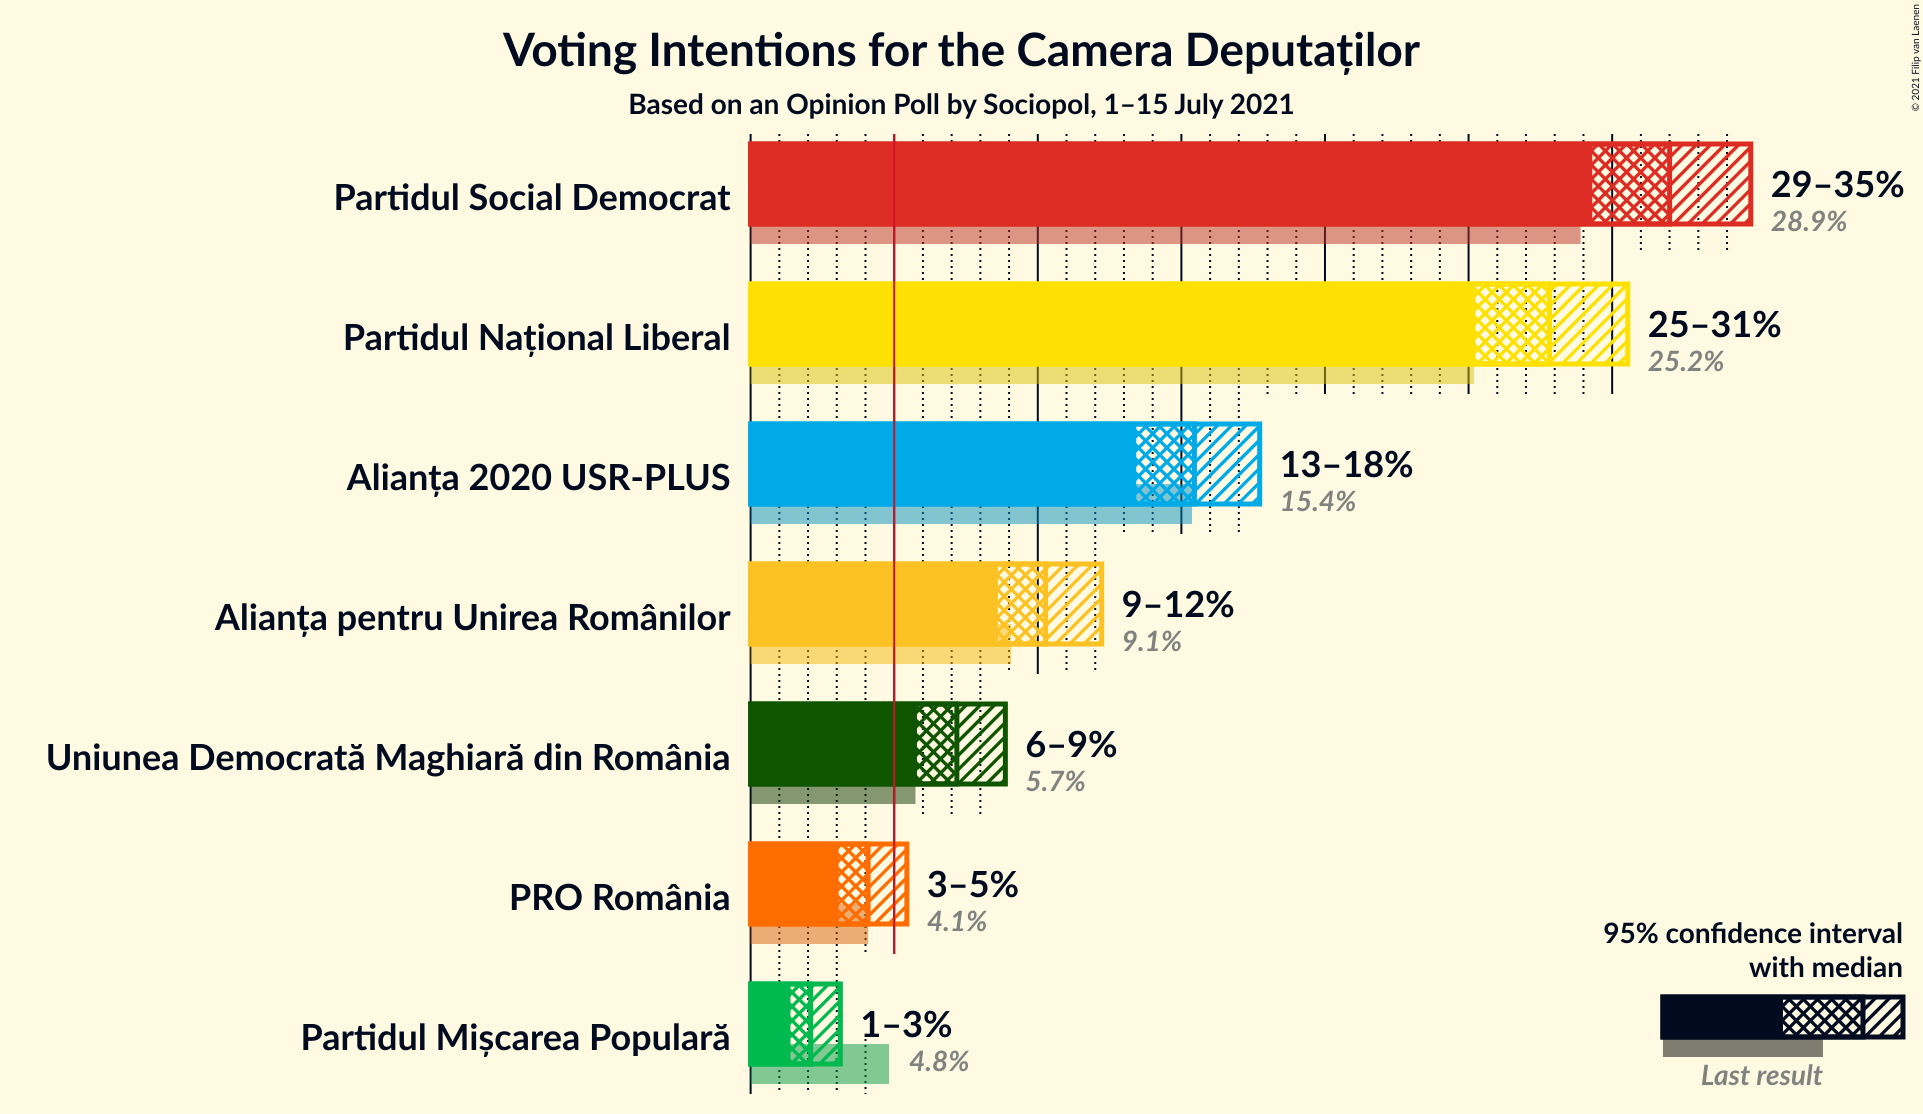 Voting Intentions for the Camera Deputaților
Based on an Opinion Poll by Sociopol, 1–15 July 2021
© 2021 Filip van Laenen
Partidul Social Democrat
29–35%
28.9%
Partidul Național Liberal
25–31%
25.2%
Alianța 2020 USR-PLUS
13–18%
15.4%
Alianța pentru Unirea Românilor
9–12%
9.1%
Uniunea Democrată Maghiară din România
6–9%
5.7%
PRO România
3–5%
4.1%
Partidul Mișcarea Populară
1–3%
4.8%
95% confidence interval
with median
Last result